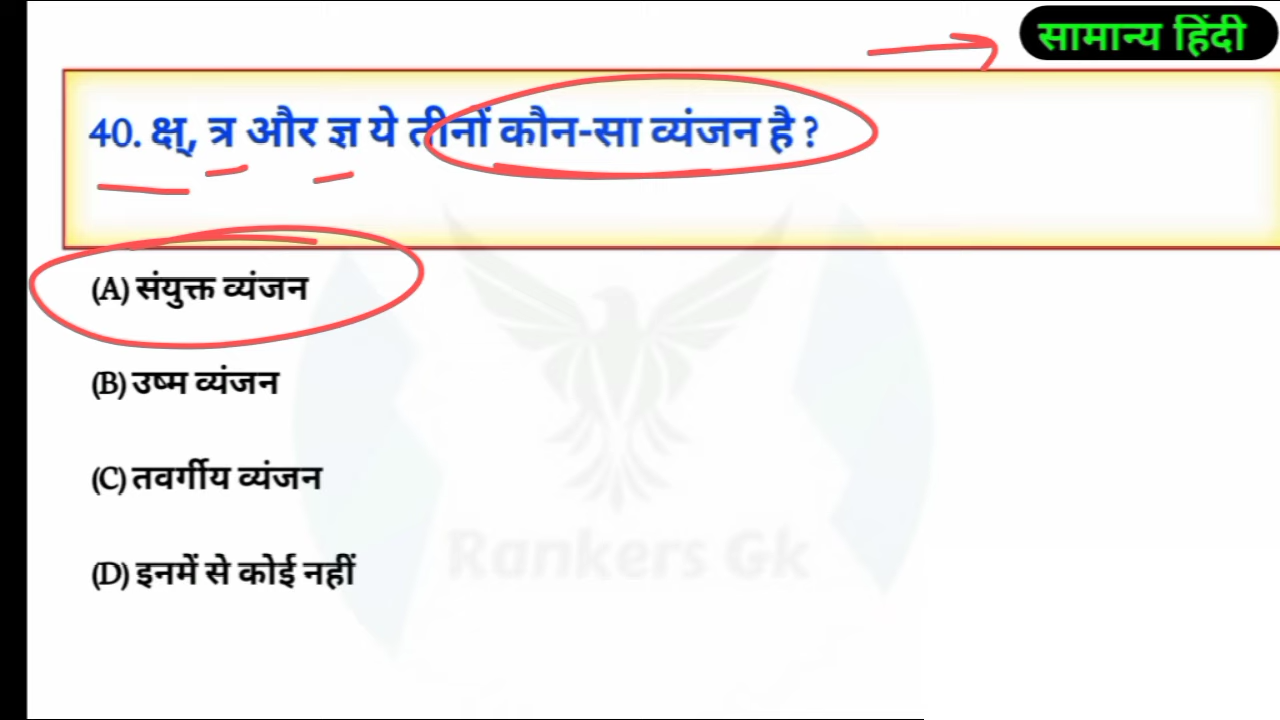 सामान्य हिंदी
40. क्ष्, त्र और ज्ञ ये तीनों कौन-सा व्यंजन है ?
(A) संयुक्त व्यंजन
(B) उष्म व्यंजन
(C) तवर्गीय व्यंजन
(D) इनमें से कोई नहीं
Rankers Gk